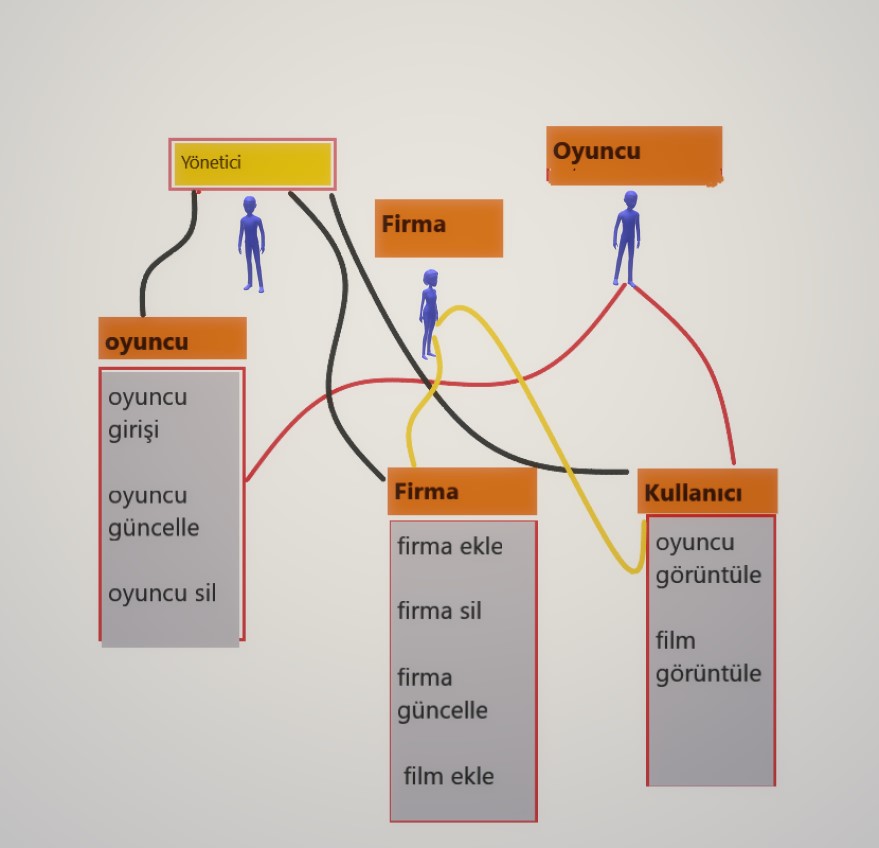 Yönetici
Oyuncu
Firma
oyuncu
oyuncu
girişi
oyuncu
güncelle
oyuncu sil
Firma
firma ekle
firma sil
firma
güncelle
film ekle
Kullanıcı
oyuncu
görüntüle
film
görüntüle